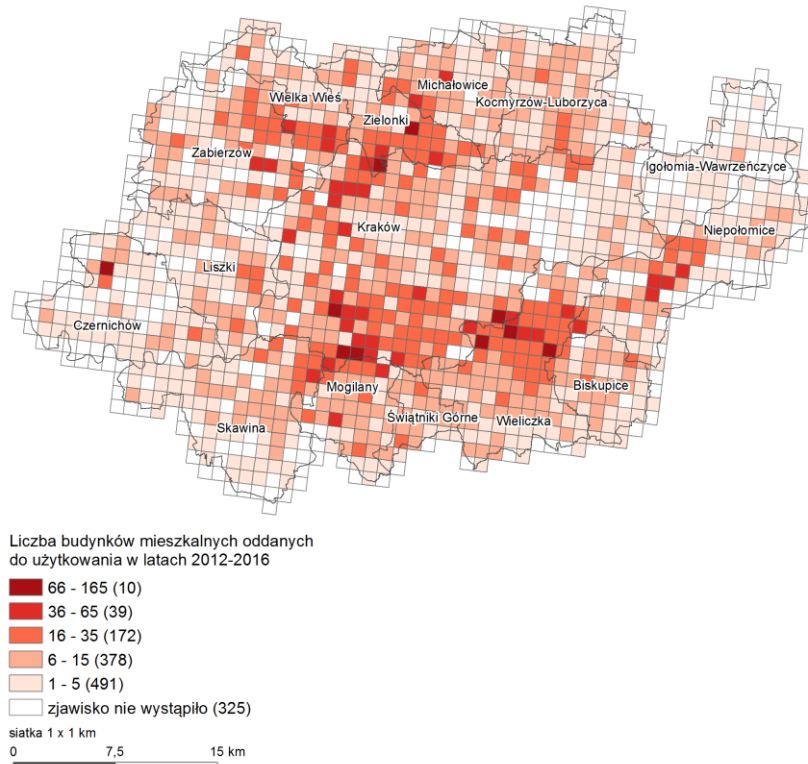 Michałowice
Wielka Wieś
Kocmyrzów-Luborzyca
Zielonki
Zabierzów
Igołomia-Wawrzeńczyce
Kraków
Niepołomice
Liszki
Czernichów
Mogilany
Biskupice
Świątniki Górne
Wieliczka
Skawina
Liczba budynków mieszkalnych oddanych
do użytkowania w latach 2012-2016
66 - 165 (10)
36 - 65 (39)
16 - 35 (172)
6 - 15 (378)
1 - 5 (491)
zjawisko nie wystąpiło (325)
siatka 1 x 1 km
0 7,5 15 km